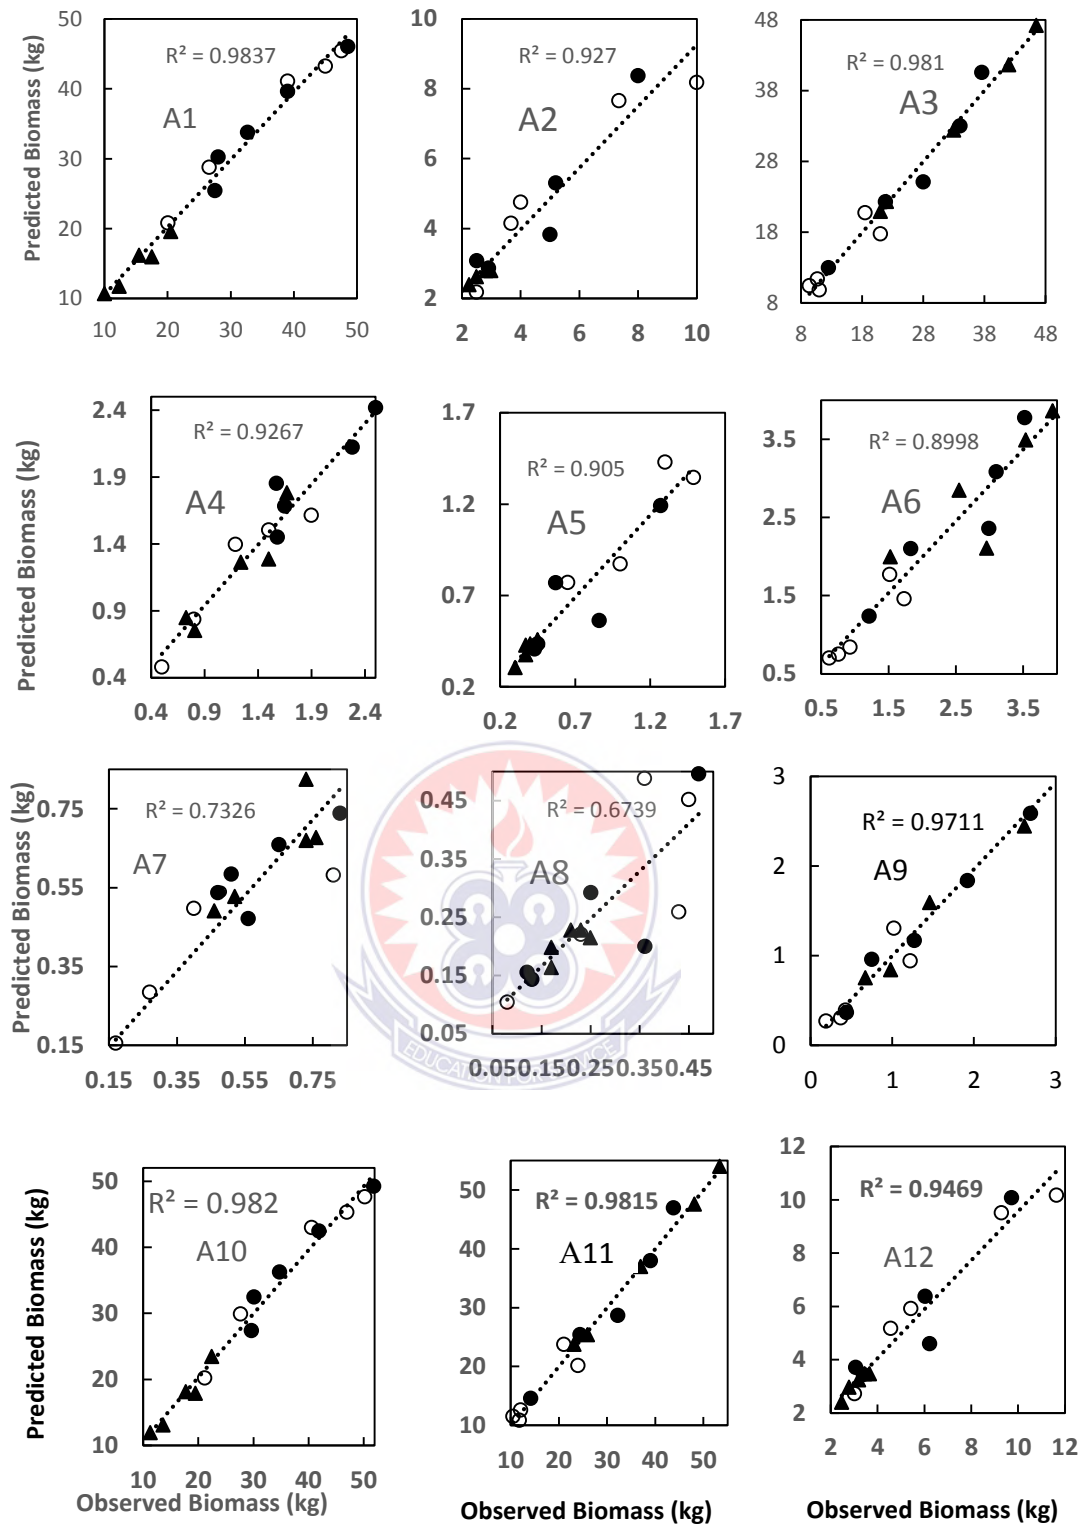 Predicted Biomass (kg)
50
40
30
20
10
R² = 0.9837
A1
10 20 30 40 50
10
8
6
4
2
R² = 0.927
A2
2 4 6 8 10
48
38
28
18
8
R² = 0.981
A3
8 18 28 38 48
Predicted Biomass (kg)
2.4
1.9
1.4
0.9
0.4
R² = 0.9267
A4
0.4 0.9 1.4 1.9 2.4
1.7
1.2
0.7
0.2
R² = 0.905
A5
0.2 0.7 1.2 1.7
3.5
2.5
1.5
0.5
R² = 0.8998
A6
0.5 1.5 2.5 3.5
Predicted Biomass (kg)
0.75
0.55
0.35
0.15
R² = 0.7326
A7
0.15 0.35 0.55 0.75
0.45
0.35
0.25
0.15
0.05
R² = 0.6739
A8
0.05 0.15 0.25 0.35 0.45
EDUCATION FOR SERVICE
3
2
1
0
R² = 0.9711
A9
0 1 2 3
Predicted Biomass (kg)
50
40
30
20
10
R² = 0.982
A10
10 20 30 40 50
Observed Biomass (kg)
50
40
30
20
10
R² = 0.9815
A11
10 20 30 40 50
Observed Biomass (kg)
12
10
8
6
4
2
R² = 0.9469
A12
2 4 6 8 10 12
Observed Biomass (kg)